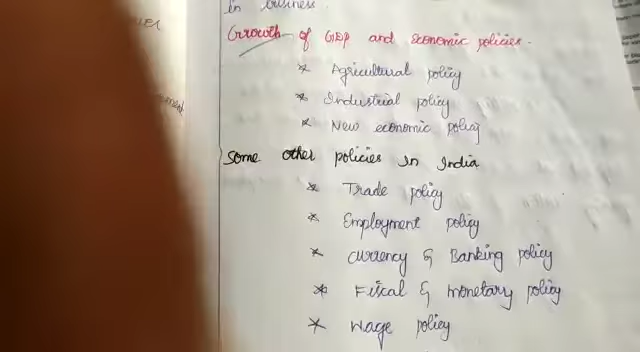 in business.
Growth of GDP and economic policies.
* Agricultural policy
* Industrial policy
* New economic policy
Some other policies in India
* Trade policy
* Employment policy
* Currency & Banking policy
* Fiscal & monetary policy
* Wage policy